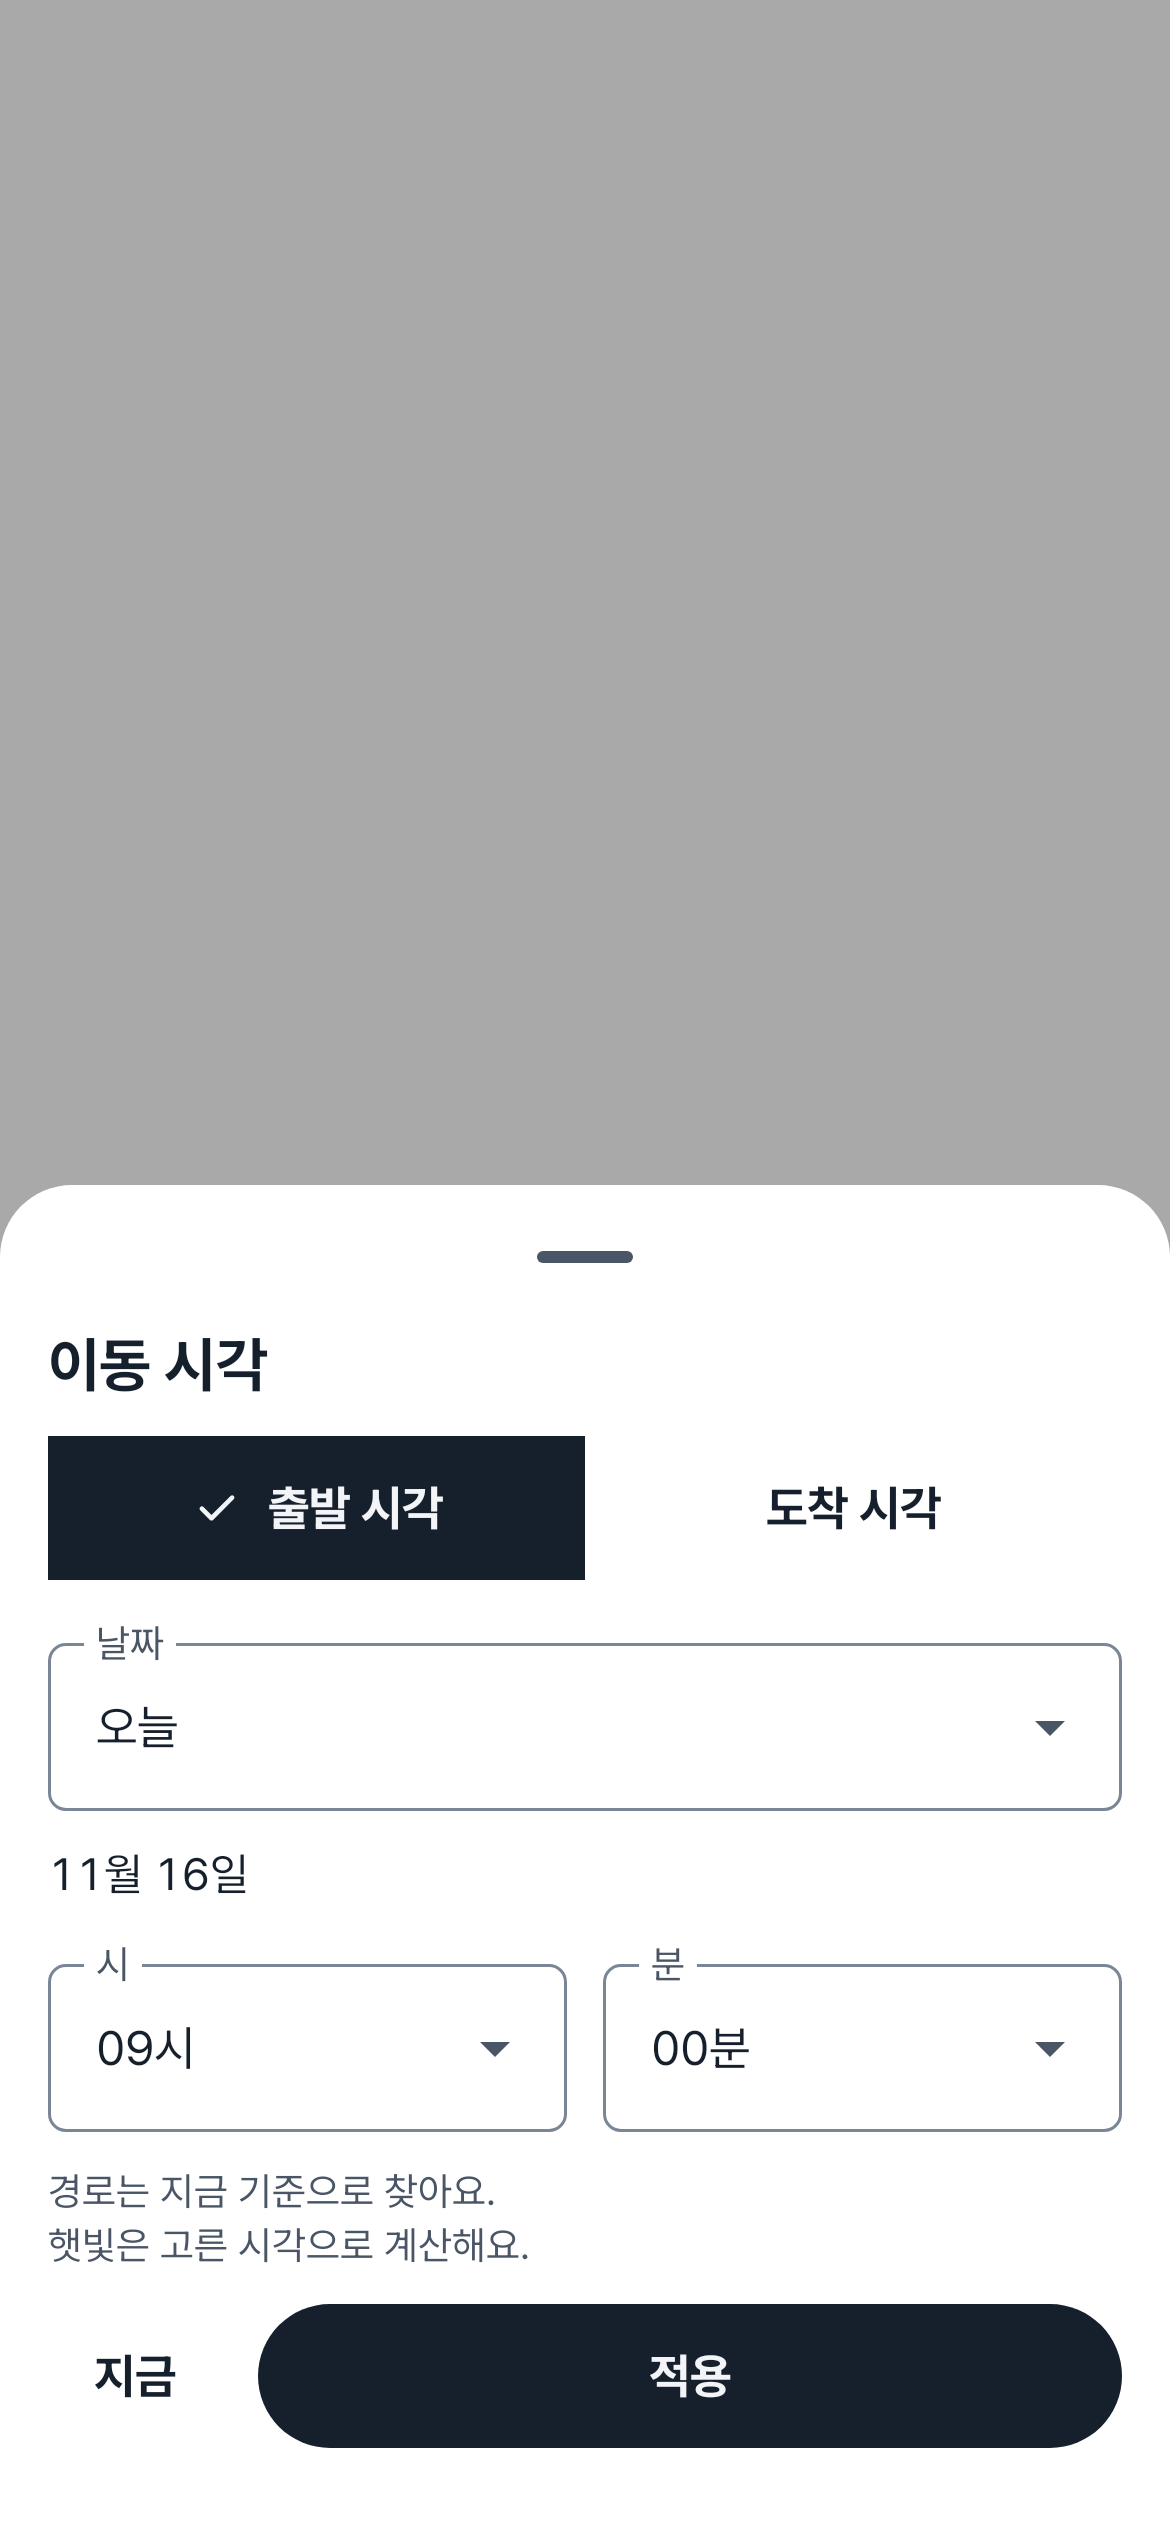 이동 시각
출발 시각
도착 시각
날짜
오늘
11월 16일
시
분
09시
00분
경로는 지금 기준으로 찾아요.
햇빛은 고른 시각으로 계산해요.
지금
적용